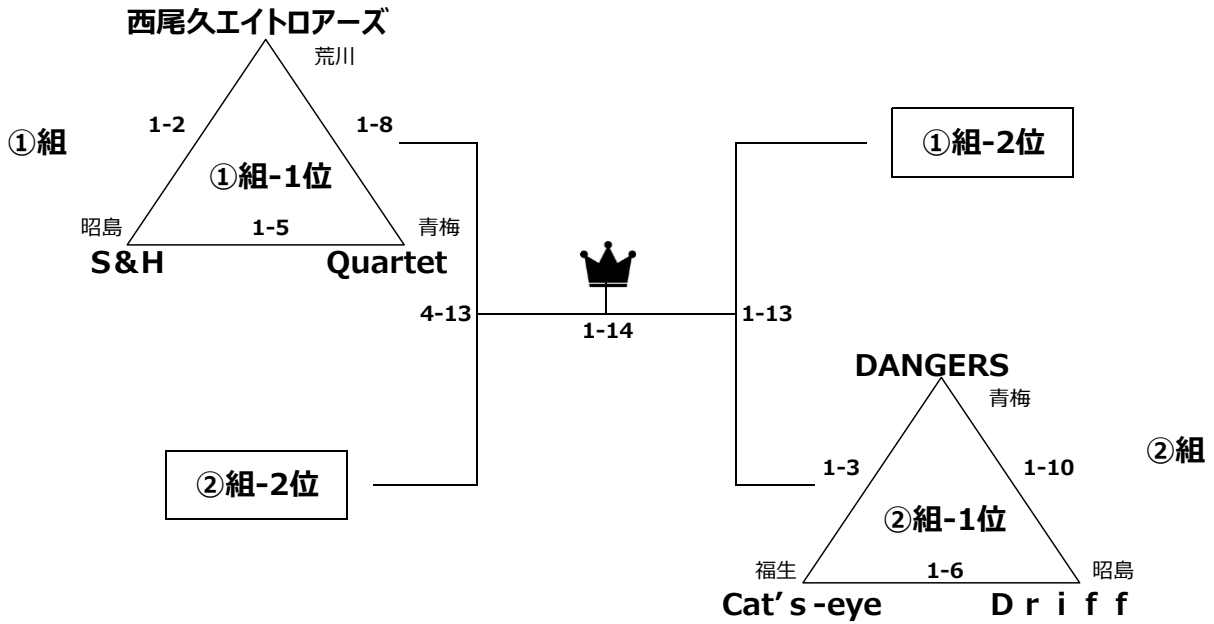 西尾久エイトロアーズ
荒川
①組
1-2
1-8
①組-1位
昭島
1-5
青梅
S&H
Quartet
①組-2位
4-13
1-14
1-13
②組-2位
DANGERS
青梅
②組
1-3
1-10
②組-1位
福生
1-6
昭島
Cat’s-eye
Ｄｒｉｆｆ